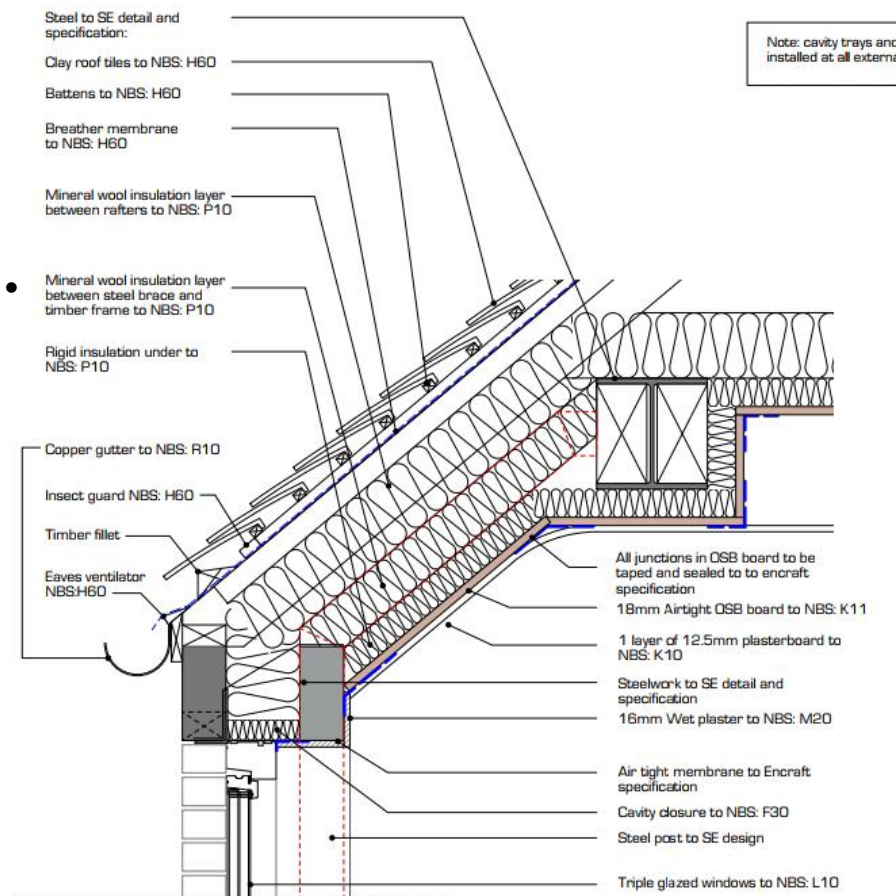 Steel to SE detail and
specification:
Clay roof tiles to NBS: H60
Battens to NBS: H60
Breather membrane
to NBS: H60
Mineral wool insulation layer
between rafters to NBS: P10
Mineral wool insulation layer
between steel brace and
timber frame to NBS: P10
Rigid insulation under to
NBS: P10
Copper gutter to NBS: R10
Insect guard NBS: H60
Timber fillet
Eaves ventilator
NBS:H60
Note: cavity trays and
installed at all externa
All junctions in OSB board to be
taped and sealed to to encraft
specification
18mm Airtight OSB board to NBS: K11
1 layer of 12.5mm plasterboard to
NBS: K10
Steelwork to SE detail and
specification
16mm Wet plaster to NBS: M20
Air tight membrane to Encraft
specification
Cavity closure to NBS: F30
Steel post to SE design
Triple glazed windows to NBS: L10